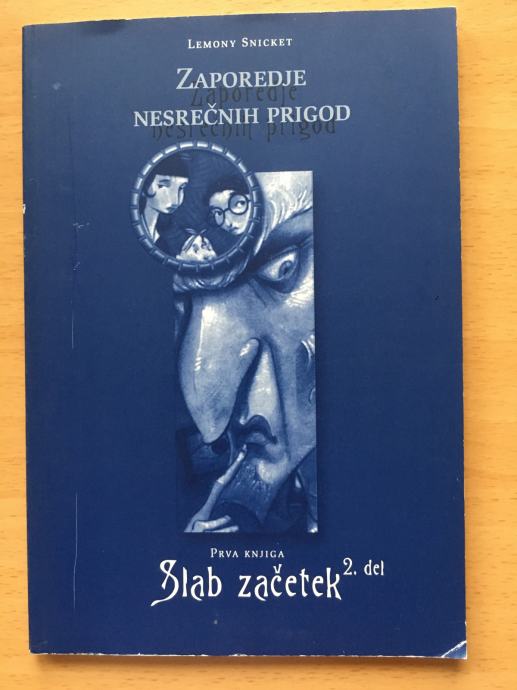 LEMONY SNICKET
ZAPOREDJE
Zaporedje
NESREČNIH PRIGOD
nesrečnih prigod
PRVA KNJIGA
Slab začetek 2. del